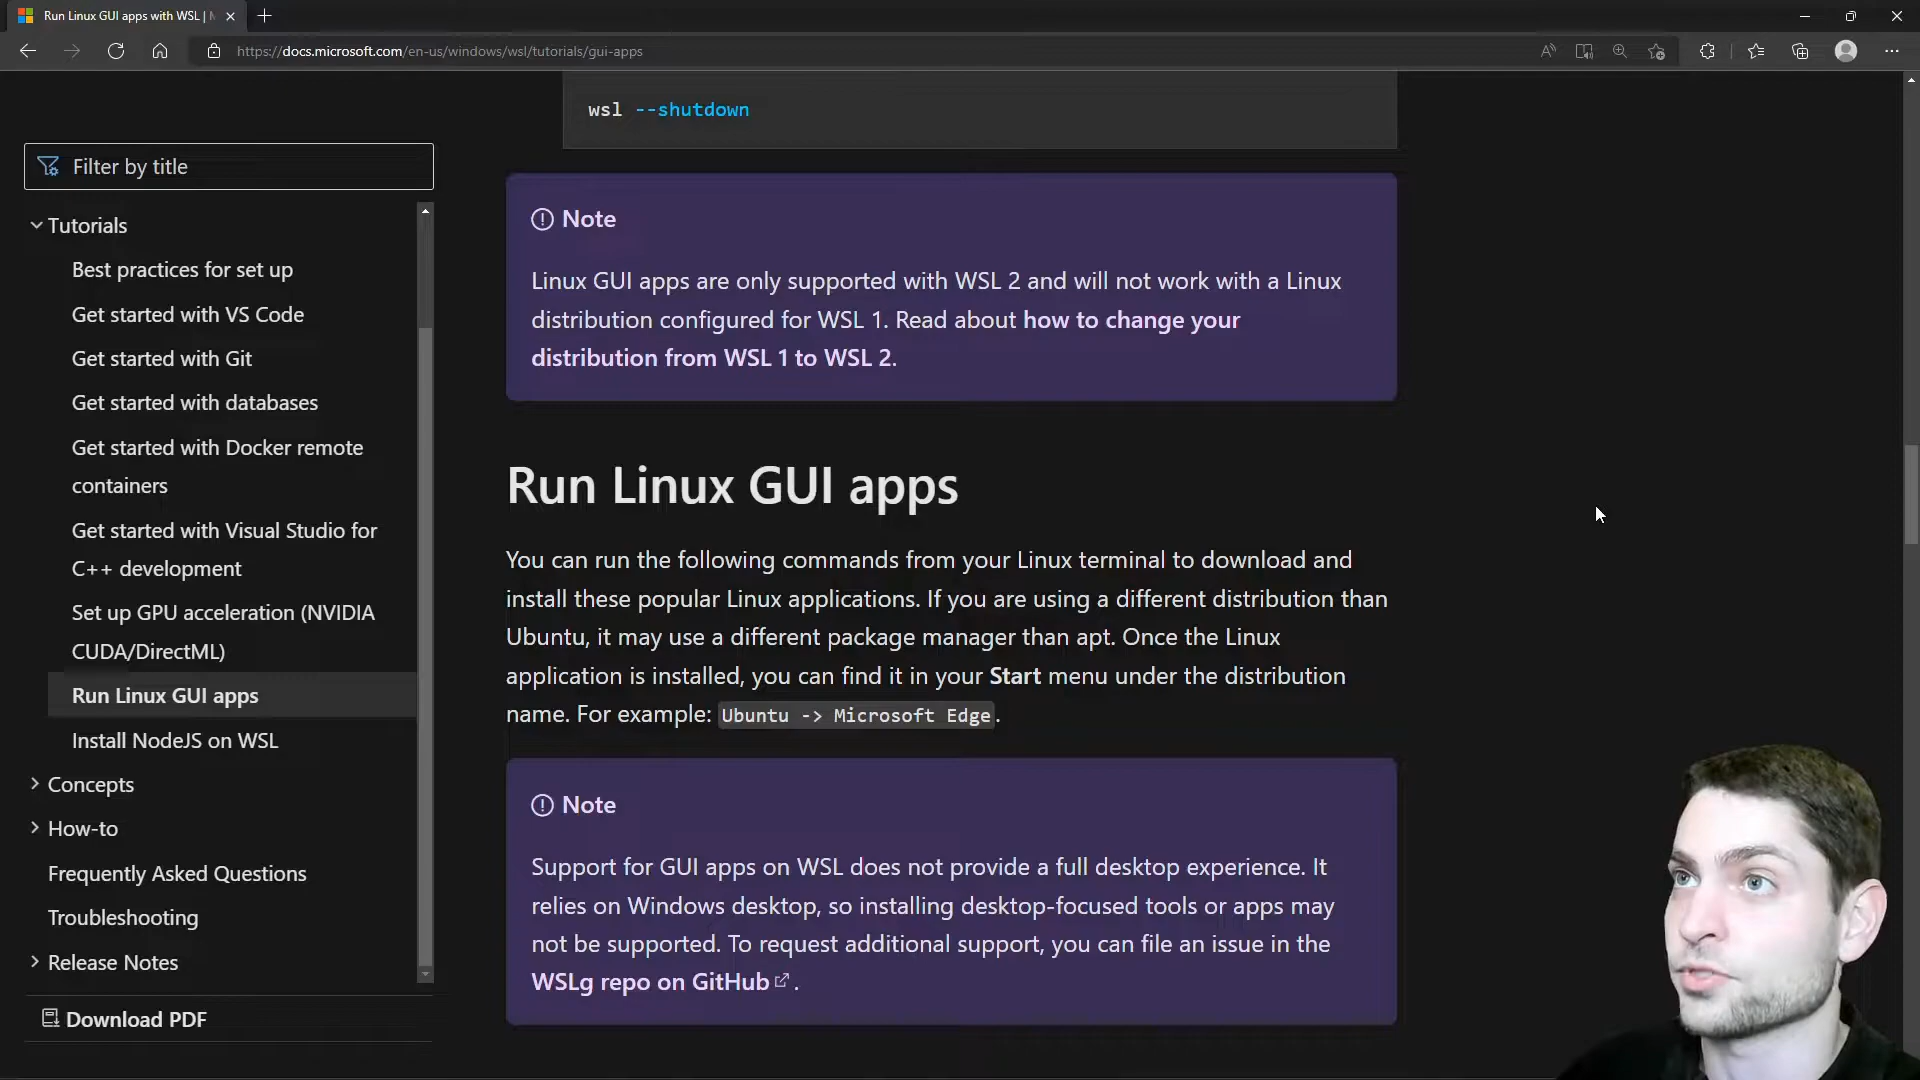 Run Linux GUI apps with WSL |
https://docs.microsoft.com/en-us/windows/wsl/tutorials/gui-apps
wsl --shutdown
Filter by title
Tutorials
Best practices for set up
Get started with VS Code
Get started with Git
Get started with databases
Get started with Docker remote
containers
Get started with Visual Studio for
C++ development
Set up GPU acceleration (NVIDIA
CUDA/DirectML)
Run Linux GUI apps
Install NodeJS on WSL
Concepts
How-to
Frequently Asked Questions
Troubleshooting
Release Notes
Download PDF
Note
Linux GUI apps are only supported with WSL 2 and will not work with a Linux
distribution configured for WSL 1. Read about how to change your
distribution from WSL 1 to WSL 2.
Run Linux GUI apps
You can run the following commands from your Linux terminal to download and
install these popular Linux applications. If you are using a different distribution than
Ubuntu, it may use a different package manager than apt. Once the Linux
application is installed, you can find it in your Start menu under the distribution
name. For example: Ubuntu -> Microsoft Edge.
Note
Support for GUI apps on WSL does not provide a full desktop experience. It
relies on Windows desktop, so installing desktop-focused tools or apps may
not be supported. To request additional support, you can file an issue in the
WSLg repo on GitHub.